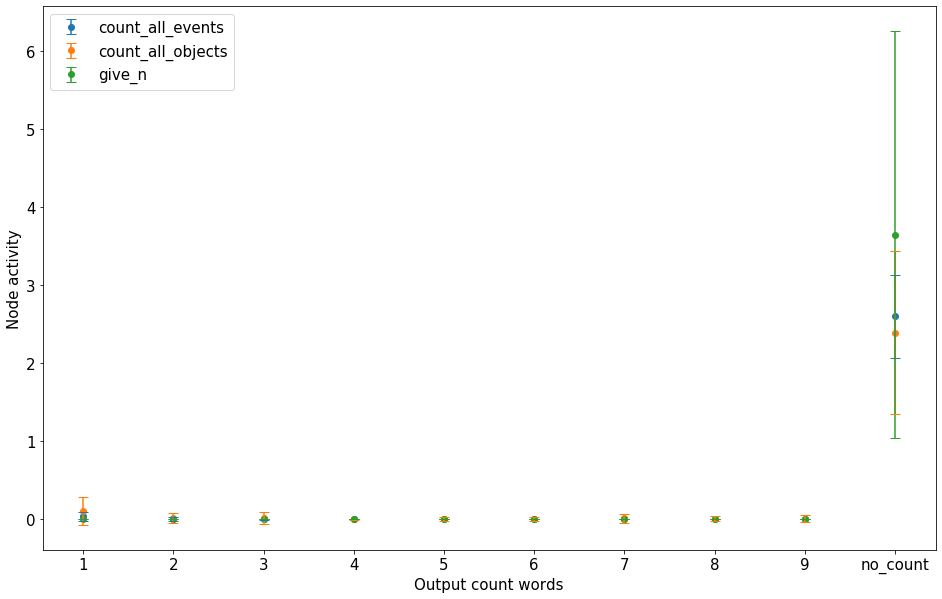 count_all_events
count_all_objects
give_n
Node activity
6
5
4
3
2
1
0
1 2 3 4 5 6 7 8 9 no_count
Output count words